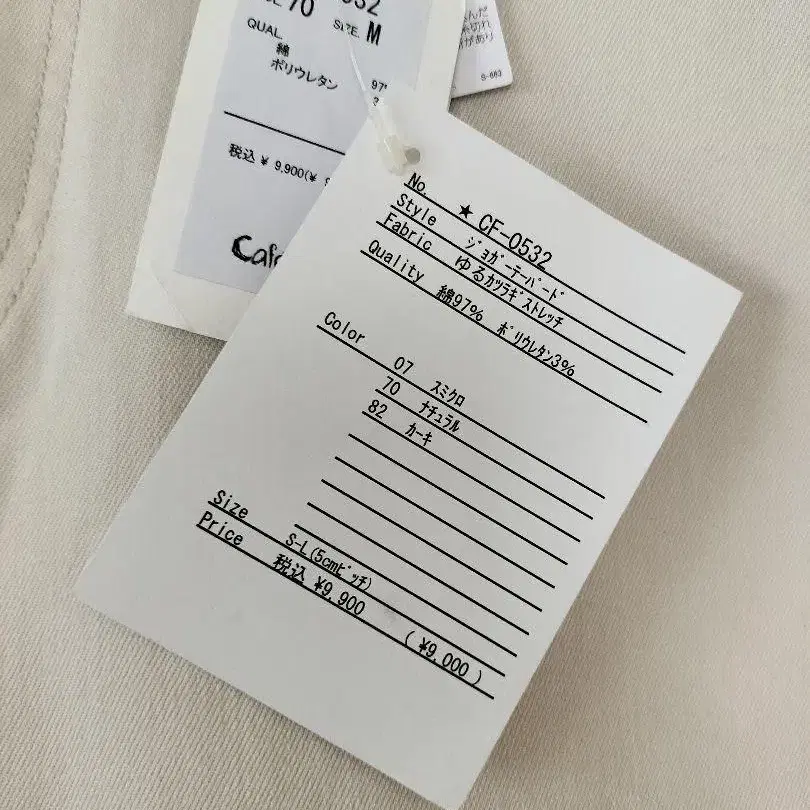 70
SIZE M
QUAL.
綿
ポリウレタン
97
税込 ¥ 9,900(¥
S-663
No. ★ CF-0532
Style ｼﾞｮｶﾞｰﾃｰﾊﾟｰﾄﾞ
Fabric ゆるｶﾂﾗｷﾞｽﾄﾚｯﾁ
Quality 綿97% ﾎﾟﾘｳﾚﾀﾝ3%
Color 07 ｽﾐｸﾛ
70 ﾅﾁｭﾗﾙ
82 ｶｰｷ
Size S-L(5cmﾋﾟｯﾁ)
Price 税込 ¥9,900 ( ¥9,000 )